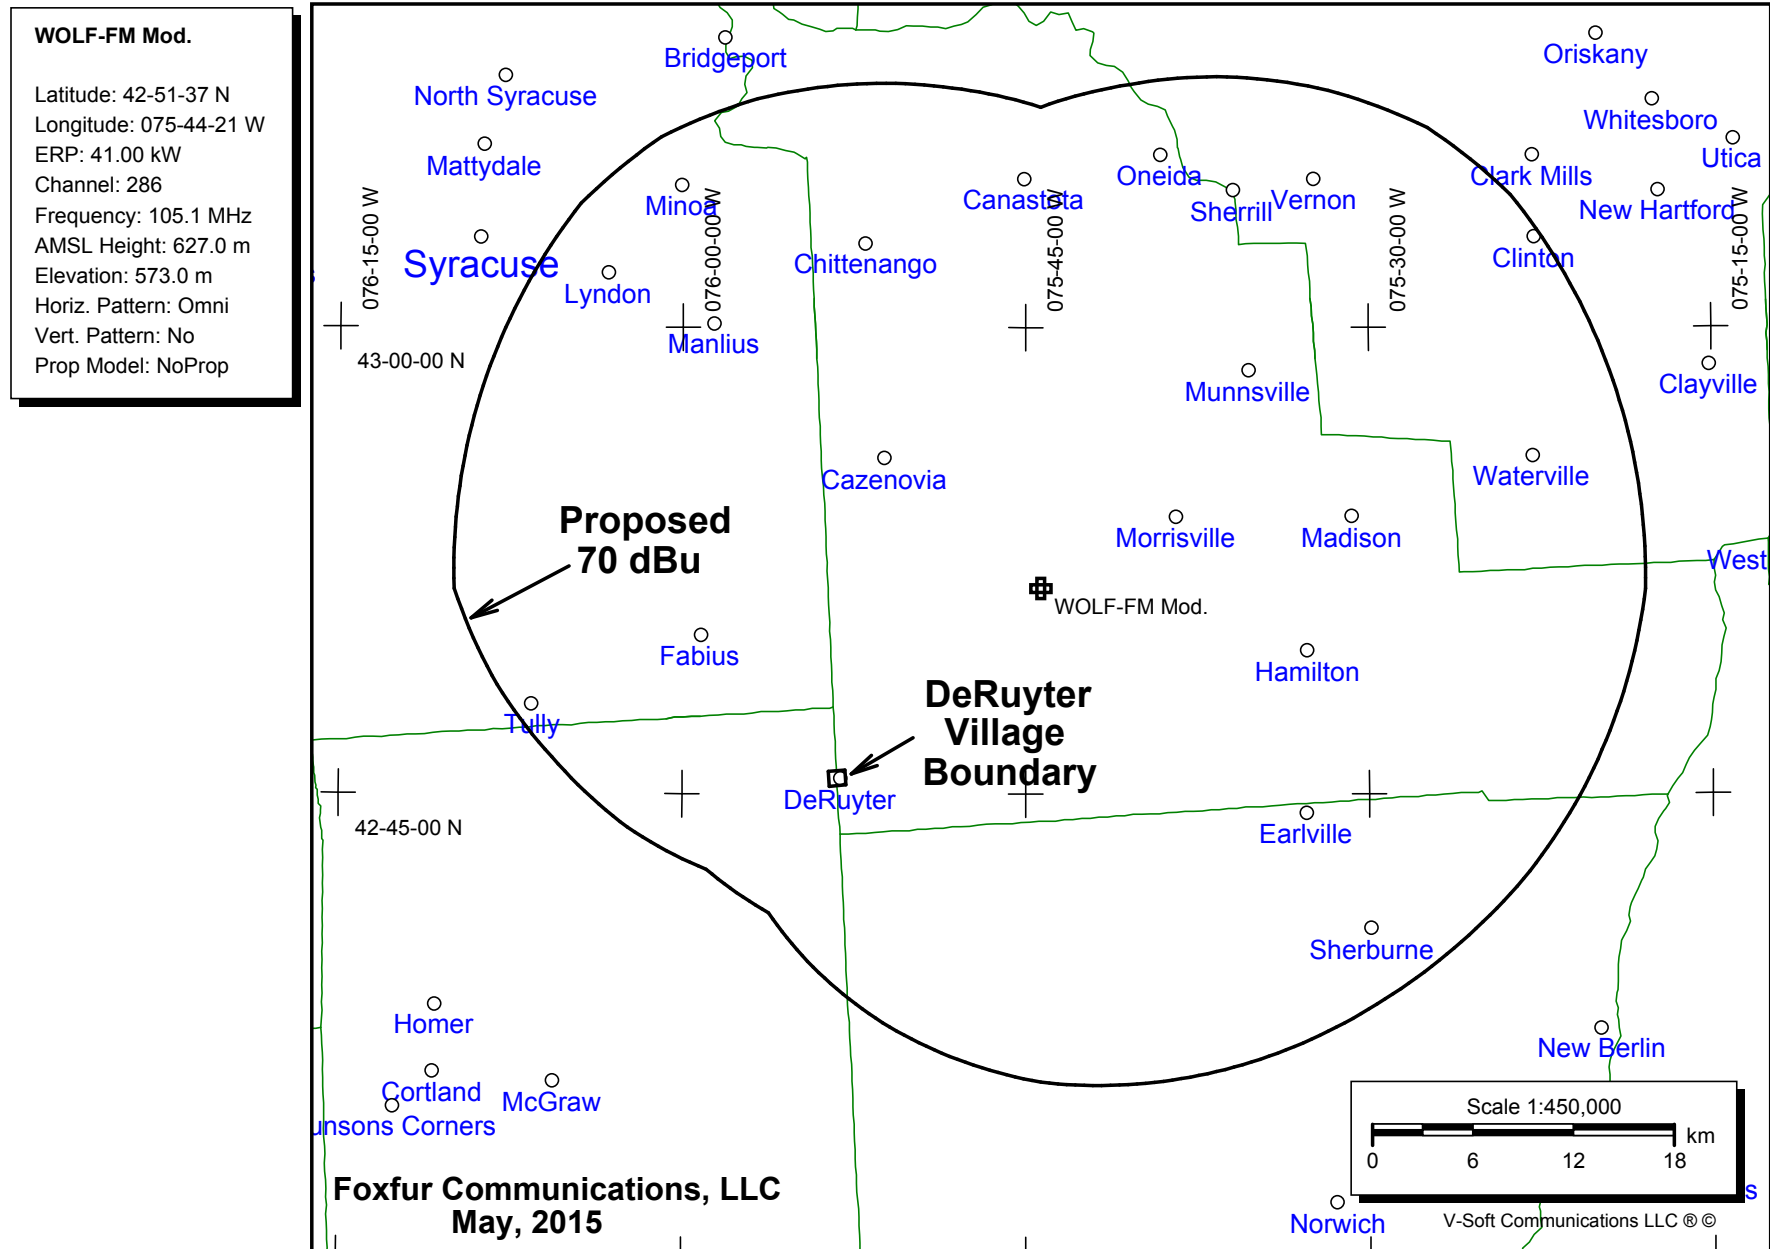 WOLF-FM Mod.
Latitude: 42-51-37 N
Longitude: 075-44-21 W
ERP: 41.00 kW
Channel: 286
Frequency: 105.1 MHz
AMSL Height: 627.0 m
Elevation: 573.0 m
Horiz. Pattern: Omni
Vert. Pattern: No
Prop Model: NoProp
Bridgeport
Oriskany
North Syracuse
Whitesboro
Mattydale
Utica
Oneida
Clark Mills
Minoa
Canastota
Sherrill
Vernon
New Hartford
076-15-00 W
076-00-00 W
075-45-00 W
075-30-00 W
075-15-00 W
Syracuse
Chittenango
Clinton
Lyndon
Manlius
43-00-00 N
Munnsville
Clayville
Cazenovia
Waterville
Proposed
70 dBu
Morrisville
Madison
West
WOLF-FM Mod.
Fabius
Hamilton
Tully
DeRuyter
Village
Boundary
DeRuyter
42-45-00 N
Earlville
Sherburne
Homer
New Berlin
Cortland
McGraw
unsons Corners
Scale 1:450,000
km
0 6 12 18
s
Foxfur Communications, LLC
May, 2015
Norwich
V-Soft Communications LLC ® ©